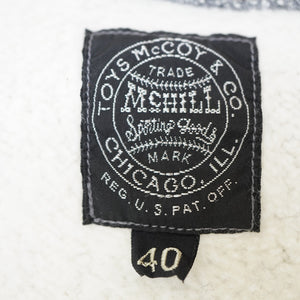 TOYS McCOY & CO.
TRADE
McHILL
Sporting Goods
MARK
CHICAGO, ILL.
REG. U.S. PAT. OFF.
40